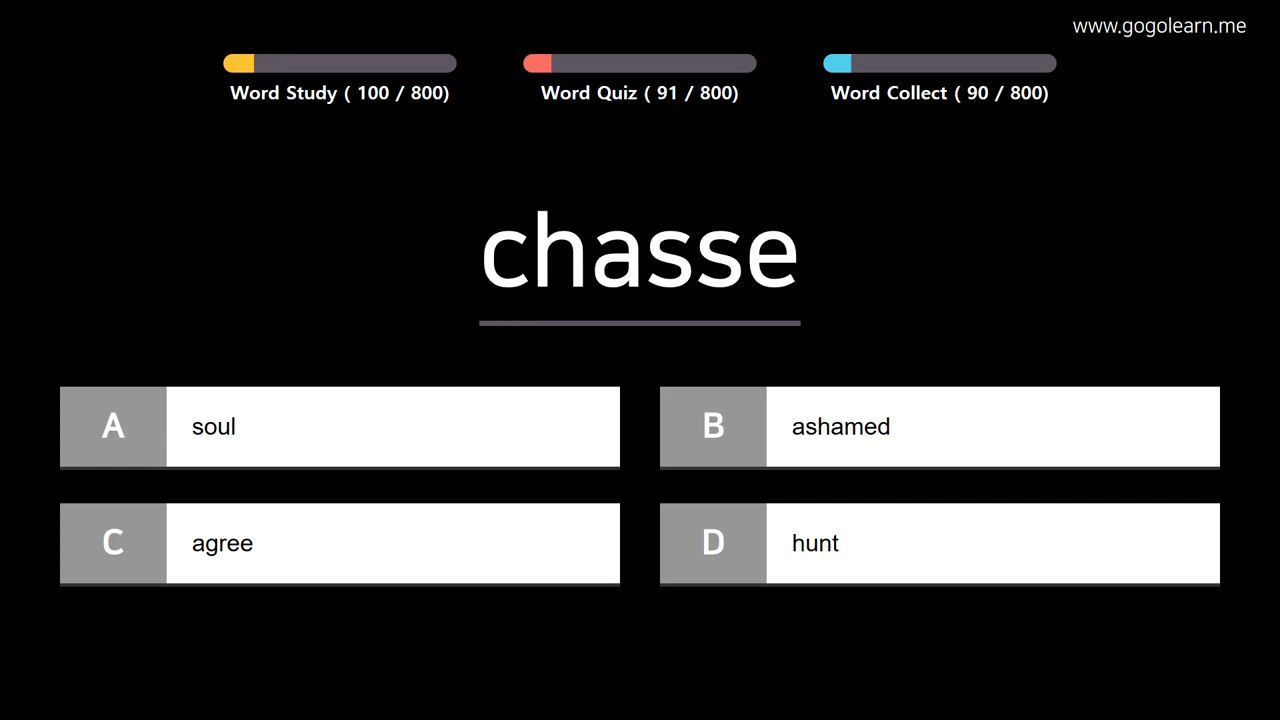 www.gogolearn.me
Word Study ( 100 / 800)
Word Quiz ( 91 / 800)
Word Collect ( 90 / 800)
chasse
A soul
B ashamed
C agree
D hunt